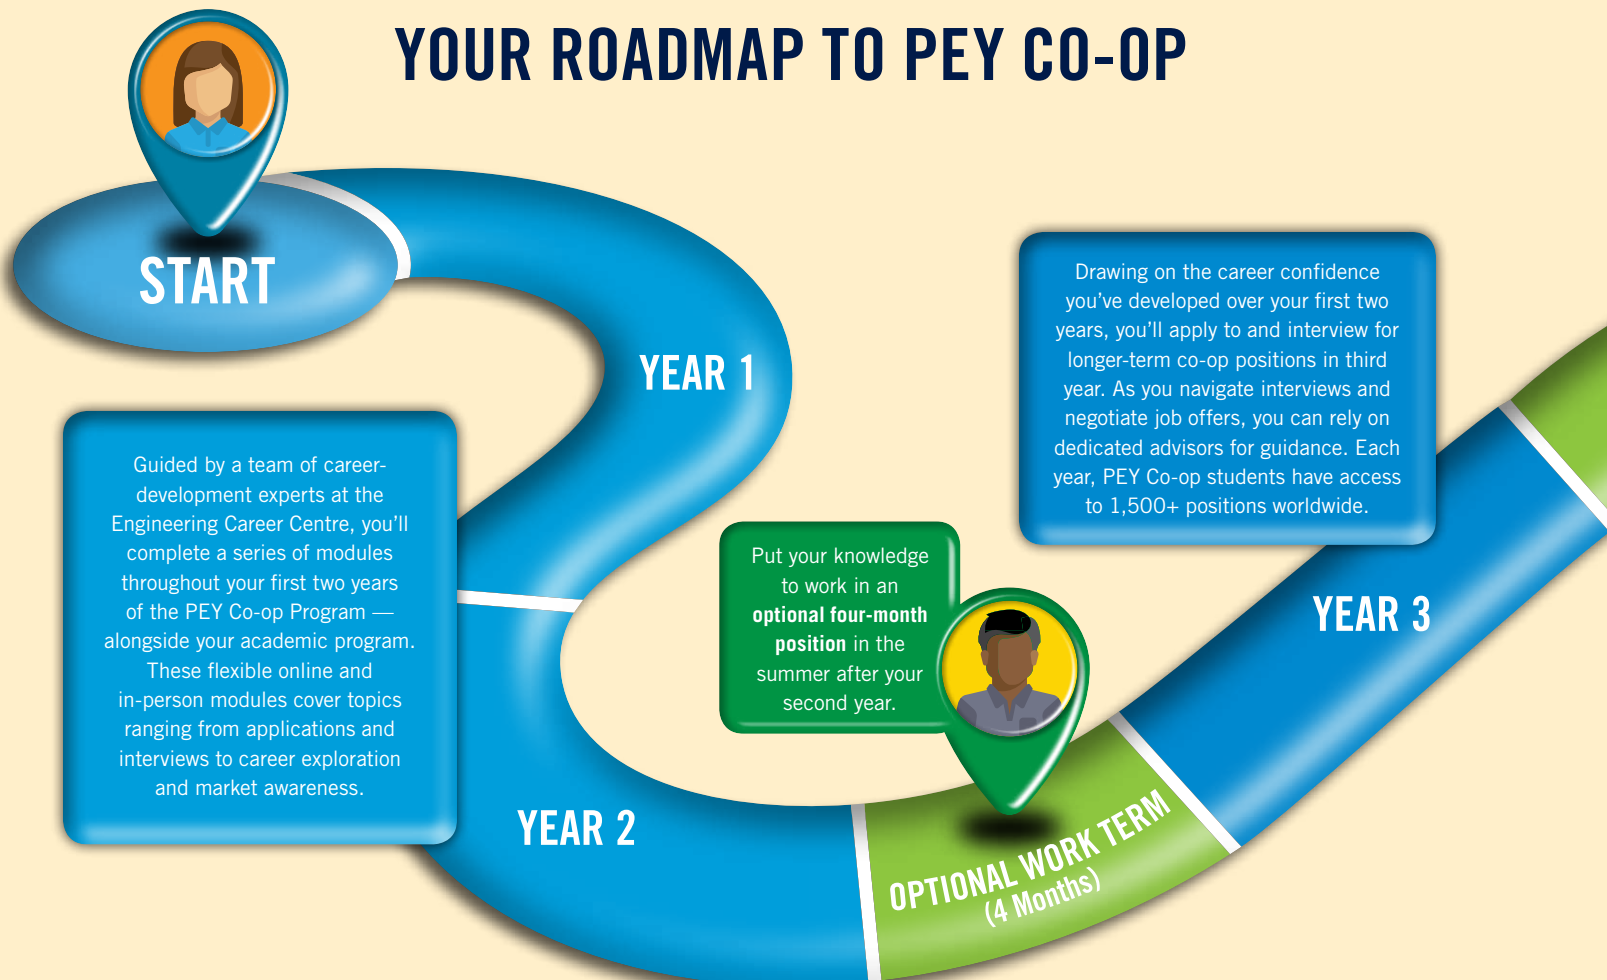 YOUR ROADMAP TO PEY CO-OP
START
YEAR 1
Guided by a team of career-
development experts at the
Engineering Career Centre, you’ll
complete a series of modules
throughout your first two years
of the PEY Co-op Program —
alongside your academic program.
These flexible online and
in-person modules cover topics
ranging from applications and
interviews to career exploration
and market awareness.
YEAR 2
Put your knowledge
to work in an
optional four-month
position in the
summer after your
second year.
OPTIONAL WORK TERM
(4 Months)
Drawing on the career confidence
you’ve developed over your first two
years, you’ll apply to and interview for
longer-term co-op positions in third
year. As you navigate interviews and
negotiate job offers, you can rely on
dedicated advisors for guidance. Each
year, PEY Co-op students have access
to 1,500+ positions worldwide.
YEAR 3